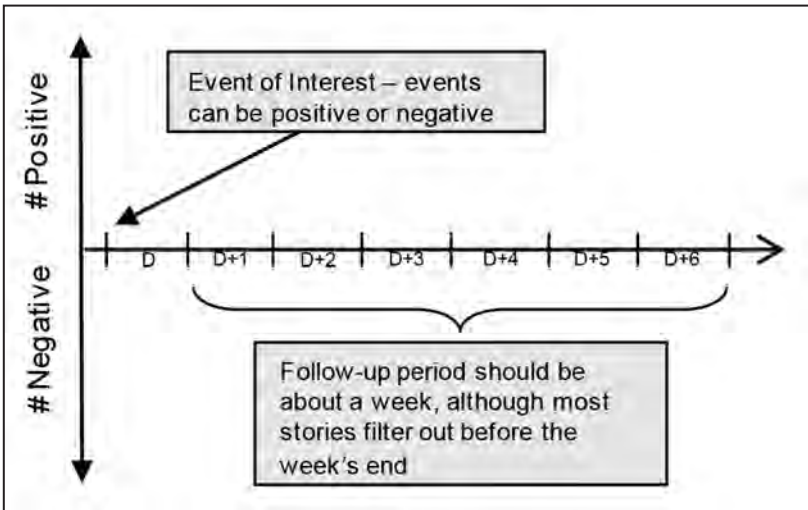 #Positive
#Negative
Event of Interest – events
can be positive or negative
D D+1 D+2 D+3 D+4 D+5 D+6
Follow-up period should be
about a week, although most
stories filter out before the
week's end